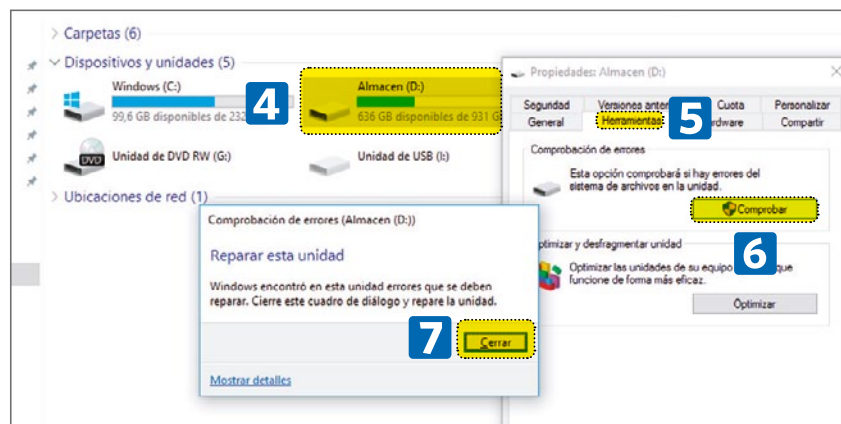 Carpetas (6)
Dispositivos y unidades (5)
Windows (C:)
99,6 GB disponibles de 232
4
Almacen (D:)
636 GB disponibles de 931 G
Unidad de DVD RW (G:)
DVD
Unidad de USB (I:)
Ubicaciones de red (1)
Propiedades: Almacen (D:)
Seguridad Versiones anter Cuota Personalizar
General Herramientas rdware Compartir
5
Comprobación de errores
Esta opción comprobará si hay errores del
sistema de archivos en la unidad.
Comprobar
6
ptimizar y desfragmentar unidad
Optimizar las unidades de su equipo que
funcione de forma más eficaz.
Optimizar
Comprobación de errores (Almacen (D:))
Reparar esta unidad
Windows encontró en esta unidad errores que se deben
reparar. Cierre este cuadro de diálogo y repare la unidad.
7
Cerrar
Mostrar detalles